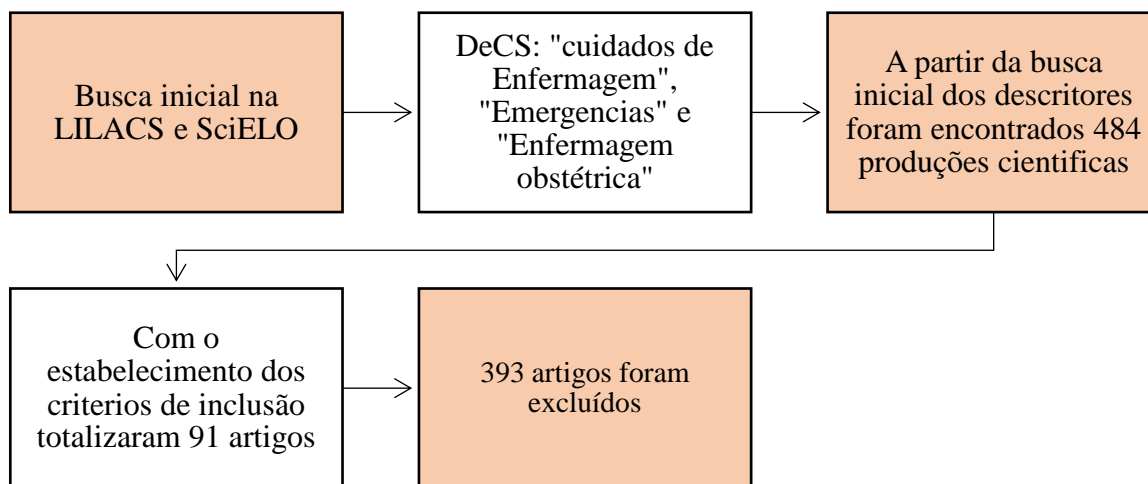 Busca inicial na
LILACS e SciELO
DeCS: "cuidados de
Enfermagem",
"Emergencias" e
"Enfermagem
obstétrica"
A partir da busca
inicial dos descritores
foram encontrados 484
produções cientificas
Com o
estabelecimento dos
criterios de inclusão
totalizaram 91 artigos
393 artigos foram
excluídos